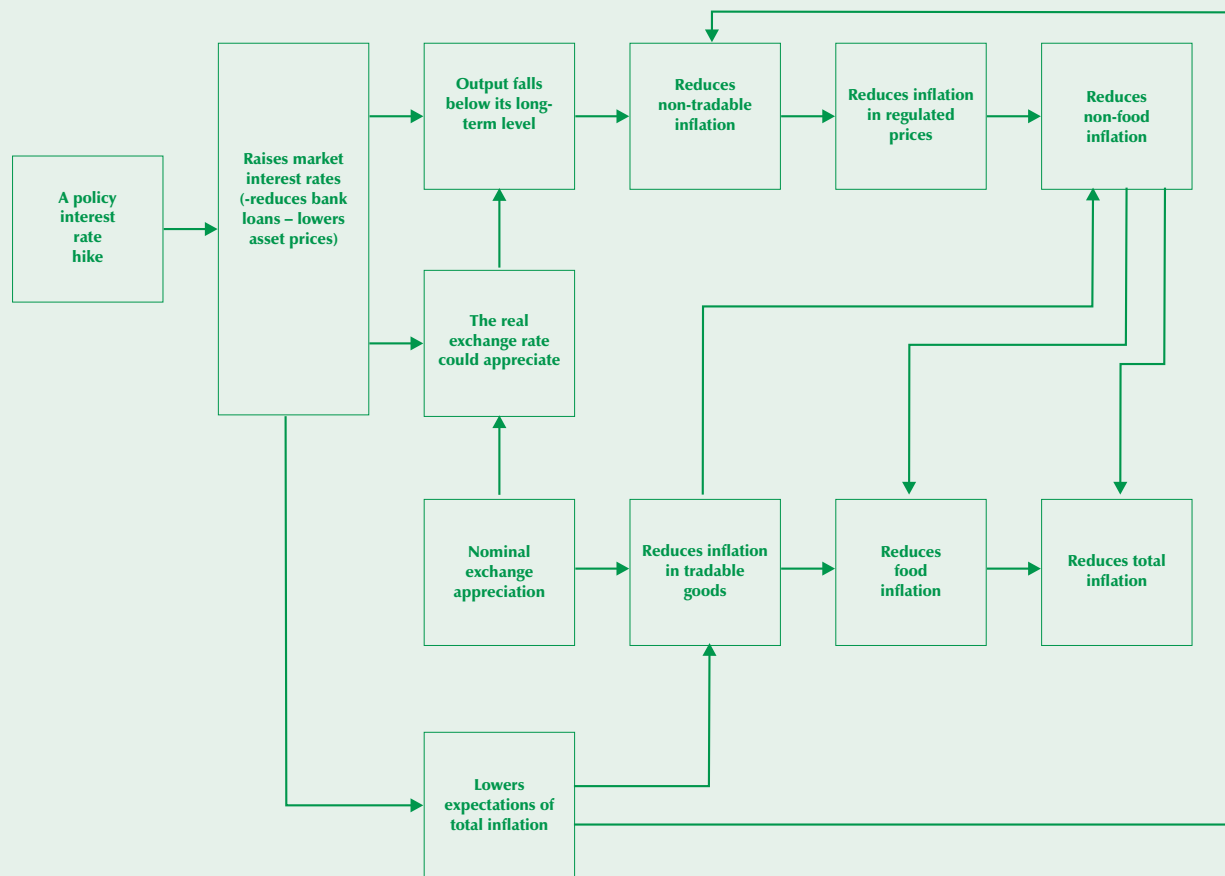 A policy
interest
rate
hike
Raises market
interest rates
(-reduces bank
loans – lowers
asset prices)
Output falls
below its long-
term level
Reduces
non-tradable
inflation
Reduces inflation
in regulated
prices
Reduces
non-food
inflation
The real
exchange rate
could appreciate
Nominal
exchange
appreciation
Reduces inflation
in tradable
goods
Reduces
food
inflation
Reduces total
inflation
Lowers
expectations of
total inflation